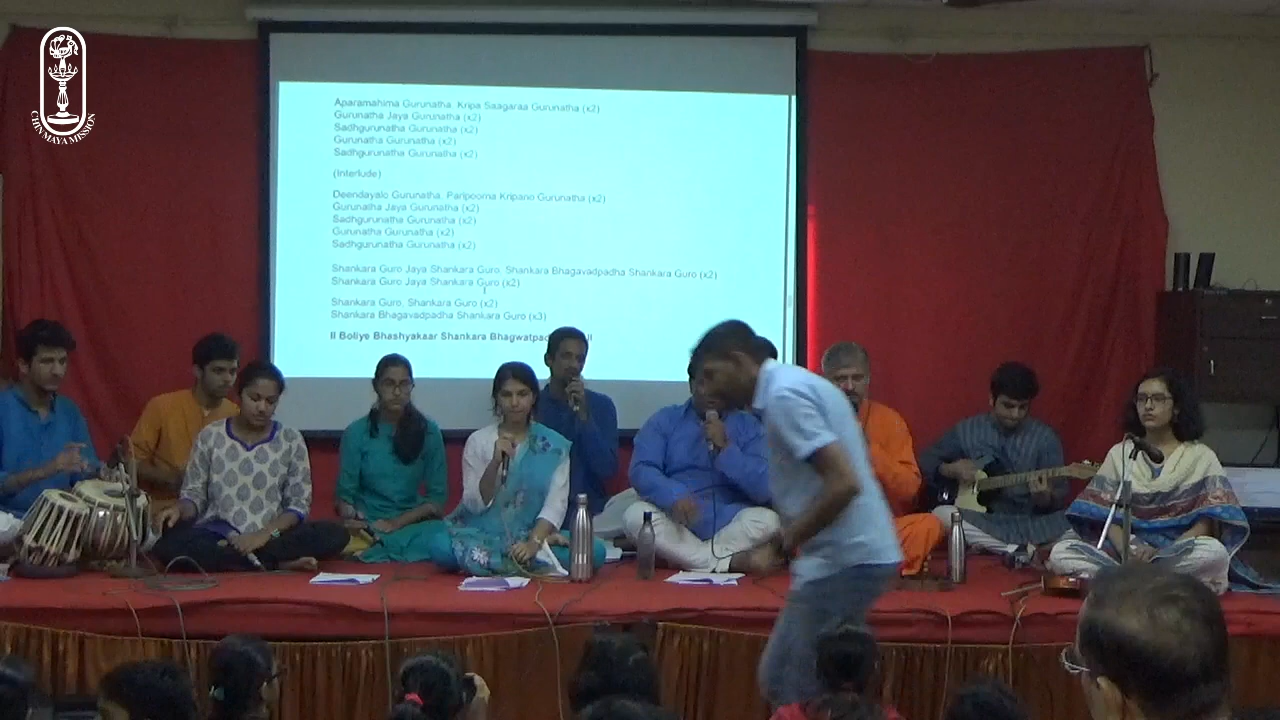 CHINMAYA MISSION
Aparamahima Gurunatha, Kripa Saagaraa Gurunatha (x2)
Gurunatha Jaya Gurunatha (x2)
Sadhgurunatha Gurunatha (x2)
Gurunatha Gurunatha (x2)
Sadhgurunatha Gurunatha (x2)
(Interlude)
Deendayalo Gurunatha, Paripoorna Kripano Gurunatha (x2)
Gurunatha Jaya Gurunatha (x2)
Sadhgurunatha Gurunatha (x2)
Gurunatha Gurunatha (x2)
Sadhgurunatha Gurunatha (x2)
Shankara Guro Jaya Shankara Guro, Shankara Bhagavadpadha Shankara Guro (x2)
Shankara Guro Jaya Shankara Guro (x2)
Shankara Guro, Shankara Guro (x2)
Shankara Bhagavadpadha Shankara Guro (x3)
II Boliye Bhashyakaar Shankara II